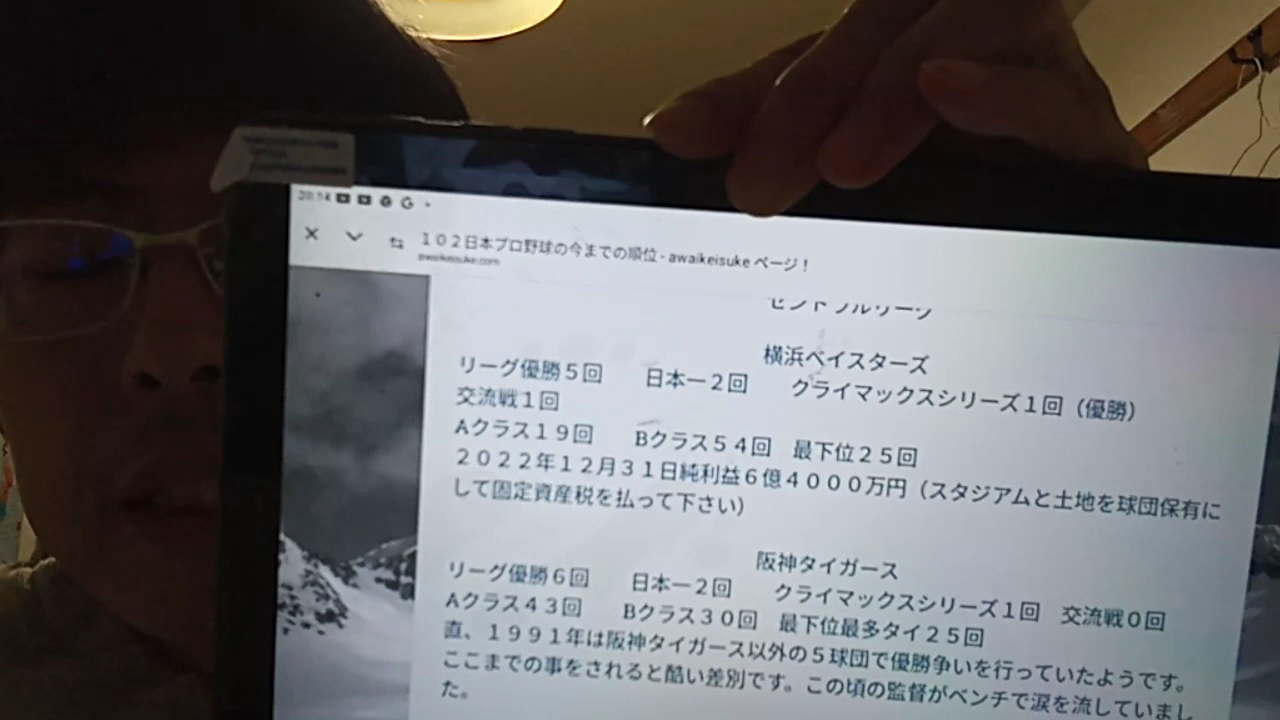 20:14
102日本プロ野球の今までの順位 - awaikeisuke ページ！
awaikeisuke.com
セントラルリーグ
横浜ベイスターズ
リーグ優勝５回　　日本一２回　　クライマックスシリーズ１回（優勝）
交流戦１回
Aクラス１９回　　Bクラス５４回　最下位２５回
２０２２年１２月３１日純利益６億４０００万円（スタジアムと土地を球団保有に
して固定資産税を払って下さい）
阪神タイガース
リーグ優勝６回　　日本一２回　　クライマックスシリーズ１回　交流戦０回
Aクラス４３回　　Bクラス３０回　最下位最多タイ２５回
直、１９９１年は阪神タイガース以外の５球団で優勝争いを行っていたようです。
ここまでの事をされると酷い差別です。この頃の監督がベンチで涙を流していまし
た。